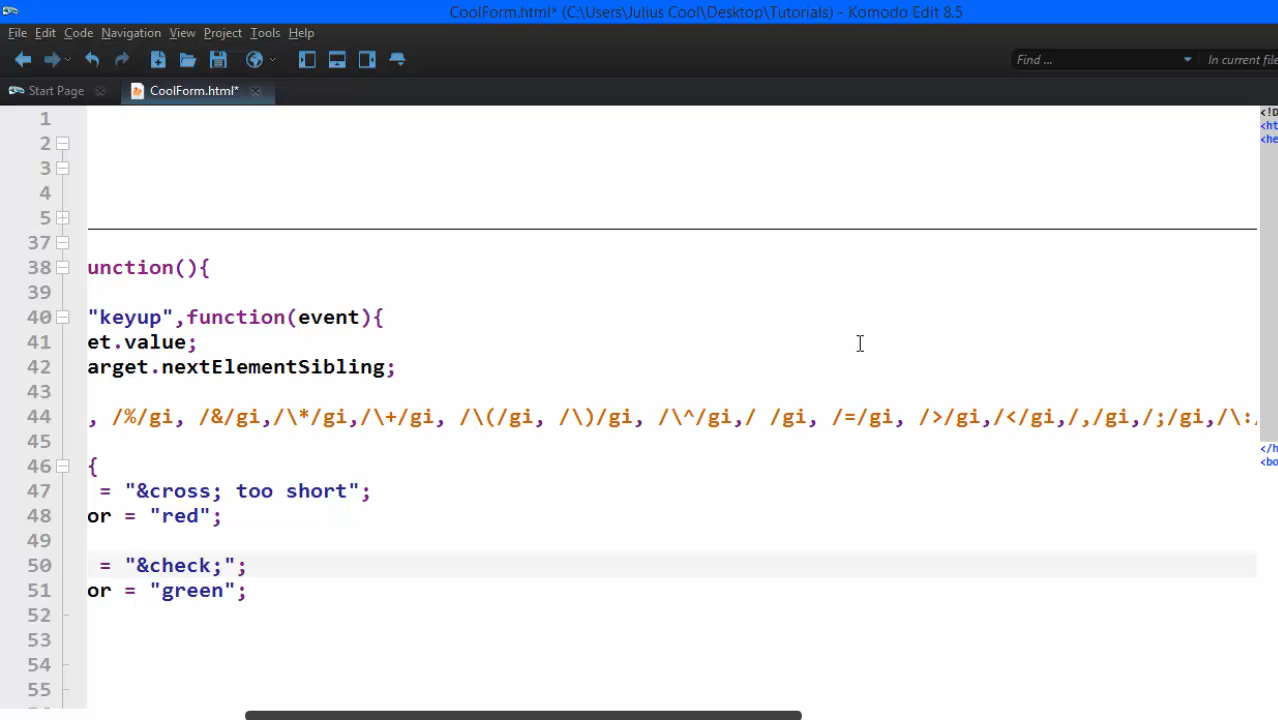 CoolForm.html* (C:\Users\Julius Cool\Desktop\Tutorials) - Komodo Edit 8.5
File Edit Code Navigation View Project Tools Help
Find ... In current file
Start Page CoolForm.html*
1
2
3
4
5
37
38 unction(){
39
40 "keyup",function(event){
41 et.value;
42 arget.nextElementSibling;
43
44 , /%/gi, /&/gi,/\*/gi,/\+/gi, /\(/gi, /\)/gi, /\^/gi,/ /gi, /=/gi, />/gi,/</gi,/,/gi,/;/gi,/\:
45
46 {
47 = "&cross; too short";
48 or = "red";
49
50 = "&check;";
51 or = "green";
52
53
54
55
<!D
<ht
<he
</h
<bo